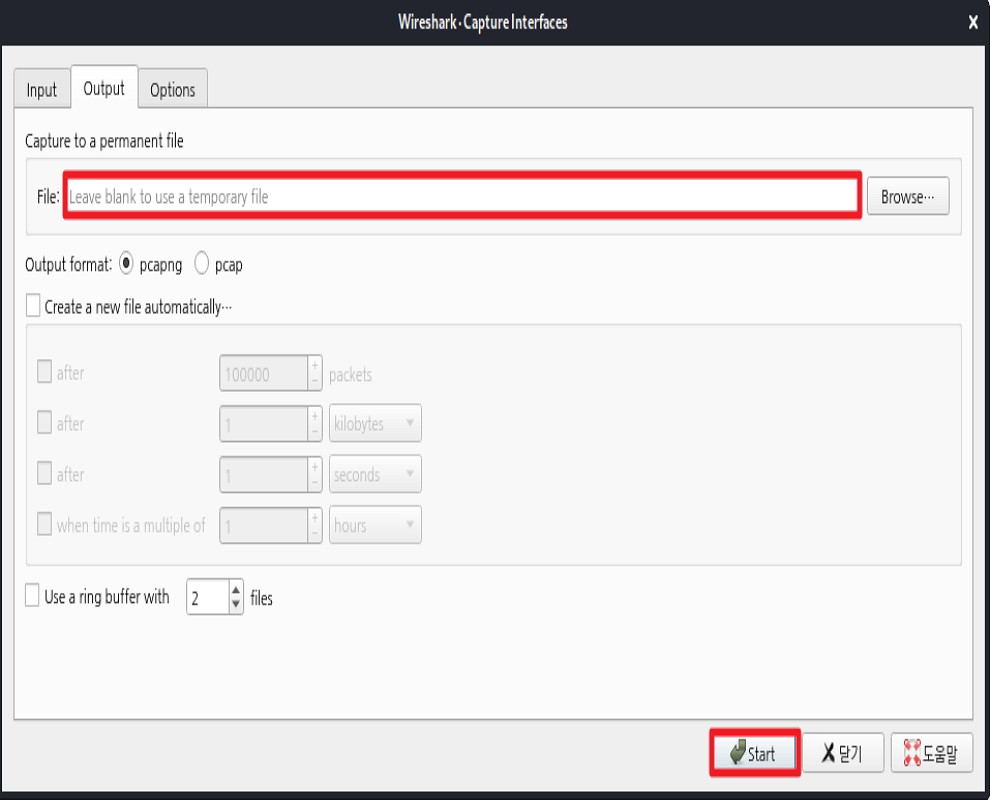 Wireshark · Capture Interfaces x
Input Output Options
Capture to a permanent file
File: Leave blank to use a temporary file Browse…
Output format: pcapng pcap
Create a new file automatically…
after 100000 packets
after 1 kilobytes
after 1 seconds
when time is a multiple of 1 hours
Use a ring buffer with 2 files
Start 닫기 도움말